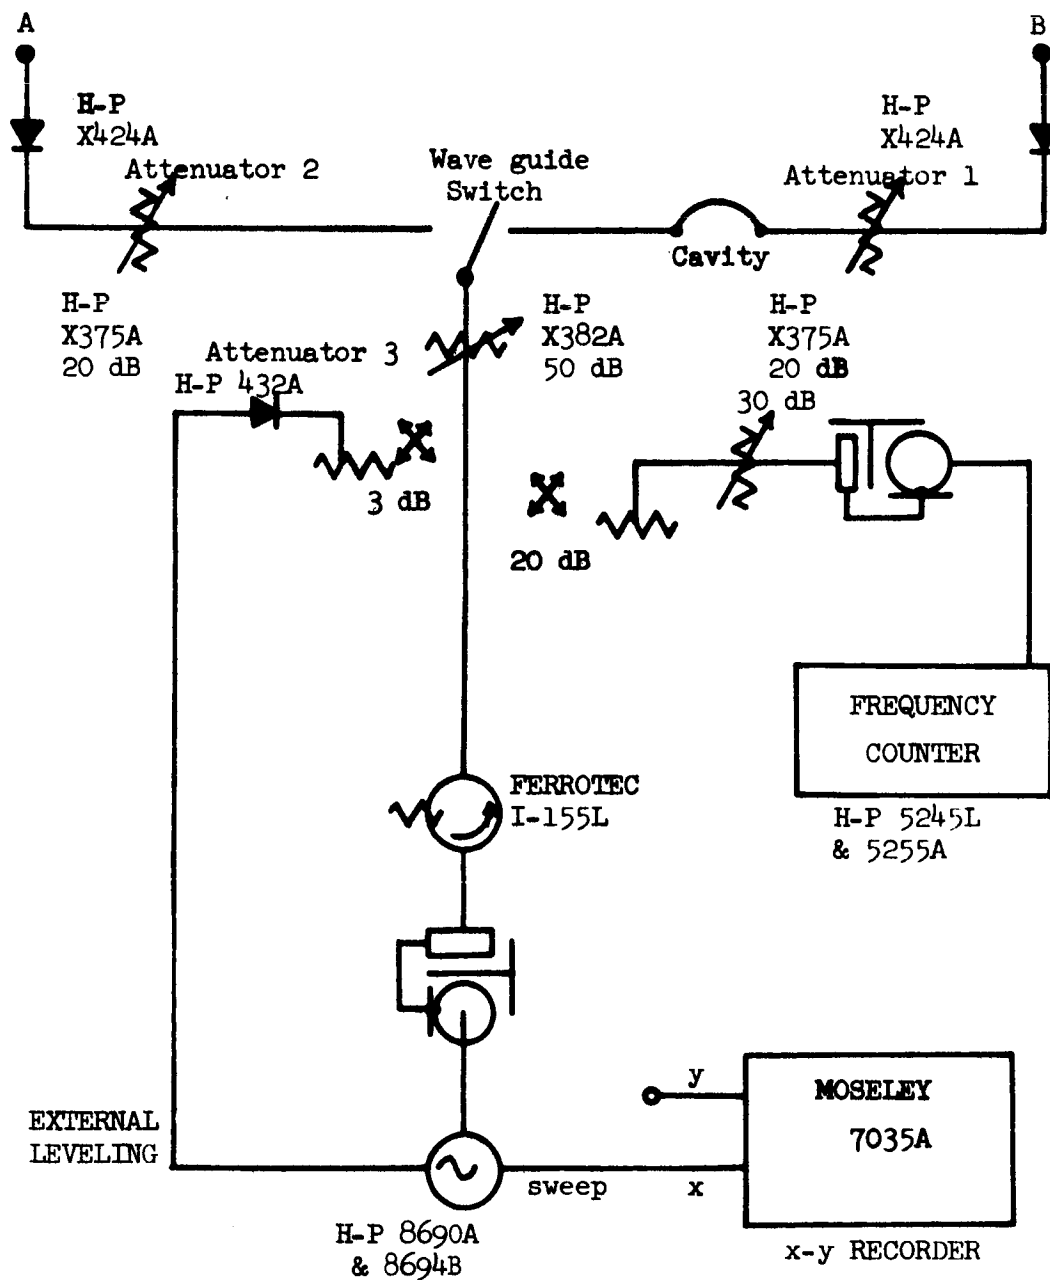 A
B
H-P
X424A
Attenuator 2
Wave guide
Switch
H-P
X424A
Attenuator 1
Cavity
H-P
X375A
20 dB
Attenuator 3
H-P
X382A
50 dB
H-P
X375A
20 dB
30 dB
H-P 432A
3 dB
20 dB
FREQUENCY
COUNTER
H-P 5245L
& 5255A
FERROTEC
I-155L
EXTERNAL
LEVELING
y
MOSELEY
7035A
sweep
x
H-P 8690A
& 8694B
x-y RECORDER